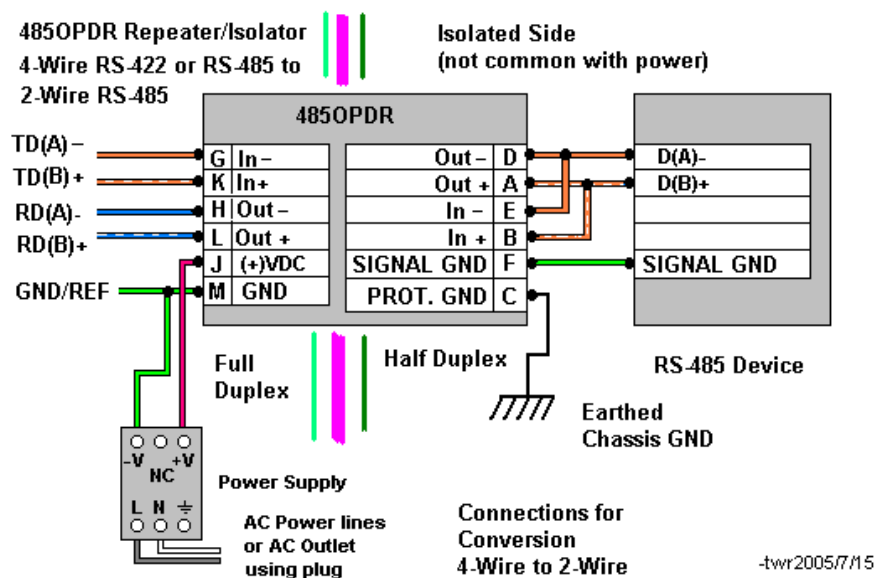 485OPDR Repeater/Isolator
4-Wire RS-422 or RS-485 to
2-Wire RS-485
Isolated Side
(not common with power)
485OPDR
TD(A) -
TD(B) +
RD(A)-
RD(B)+
GND/REF
G In -
K In+
H Out -
L Out +
J (+)VDC
M GND
Out - D
Out + A
In - E
In + B
SIGNAL GND F
PROT. GND C
D(A)-
D(B)+
SIGNAL GND
Full
Duplex
Half Duplex
RS-485 Device
Earthed
Chassis GND
-V +V
NC
L N
Power Supply
AC Power lines
or AC Outlet
using plug
Connections for
Conversion
4-Wire to 2-Wire
-twr2005/7/15